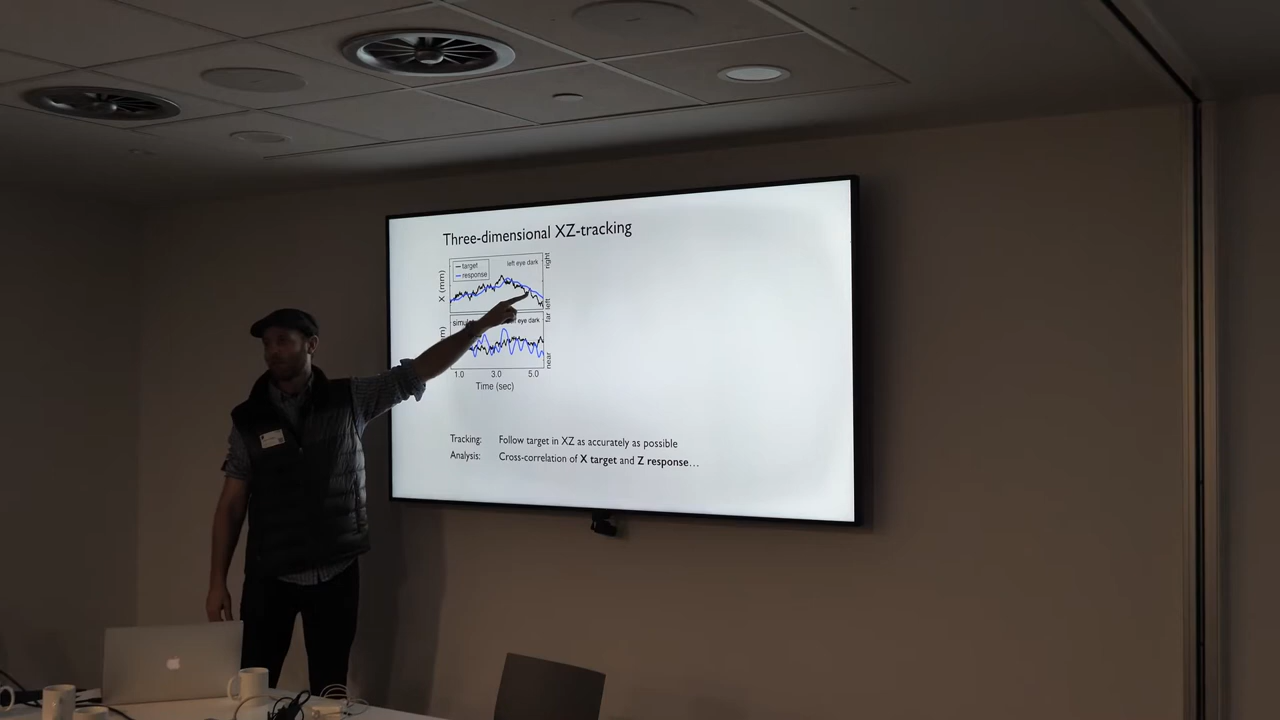 Three-dimensional XZ-tracking
target
response
left eye dark
X (mm)
right
left
far
eye dark
near
1.0 3.0 5.0
Time (sec)
Tracking: Follow target in XZ as accurately as possible
Analysis: Cross-correlation of X target and Z response…